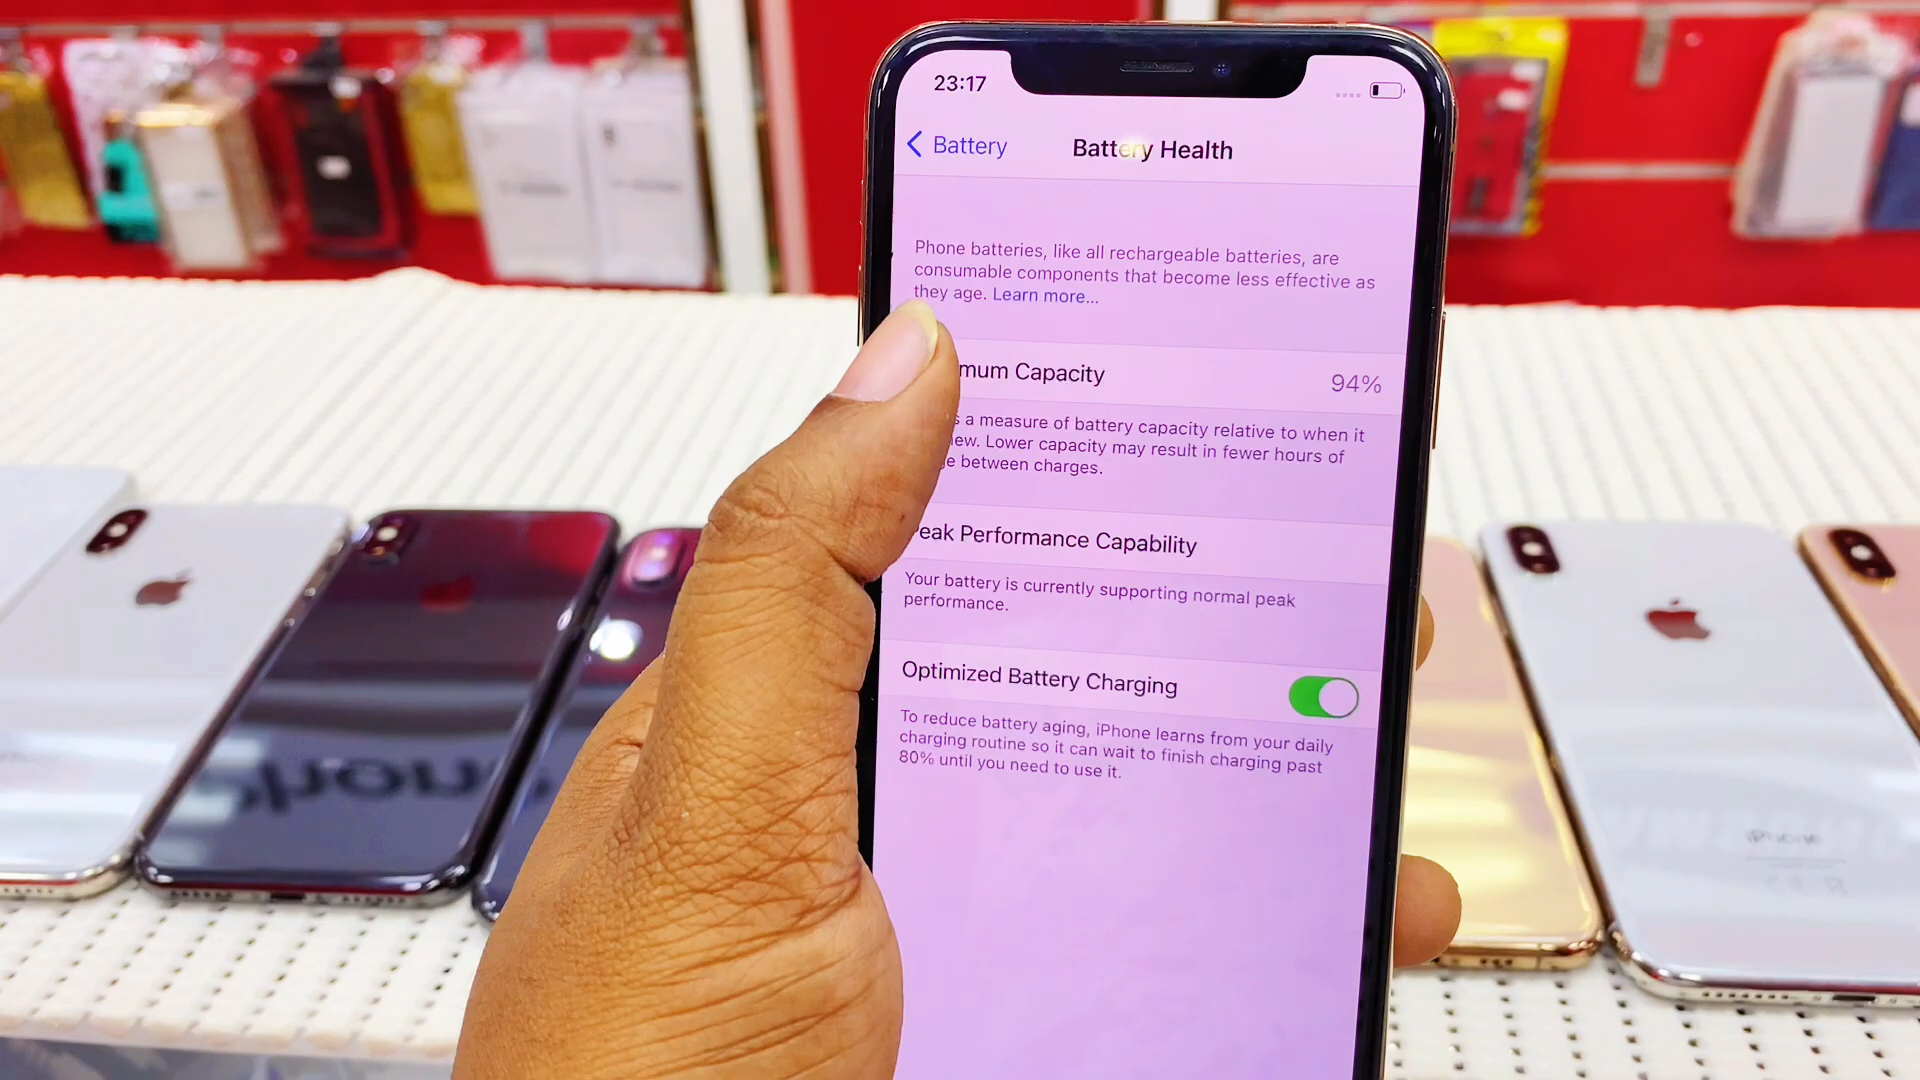 23:17
Battery
Battery Health
Phone batteries, like all rechargeable batteries, are
consumable components that become less effective as
they age. Learn more...
mum Capacity
94%
s a measure of battery capacity relative to when it
ew. Lower capacity may result in fewer hours of
e between charges.
Peak Performance Capability
Your battery is currently supporting normal peak
performance.
Optimized Battery Charging
To reduce battery aging, iPhone learns from your daily
charging routine so it can wait to finish charging past
80% until you need to use it.
iPhone